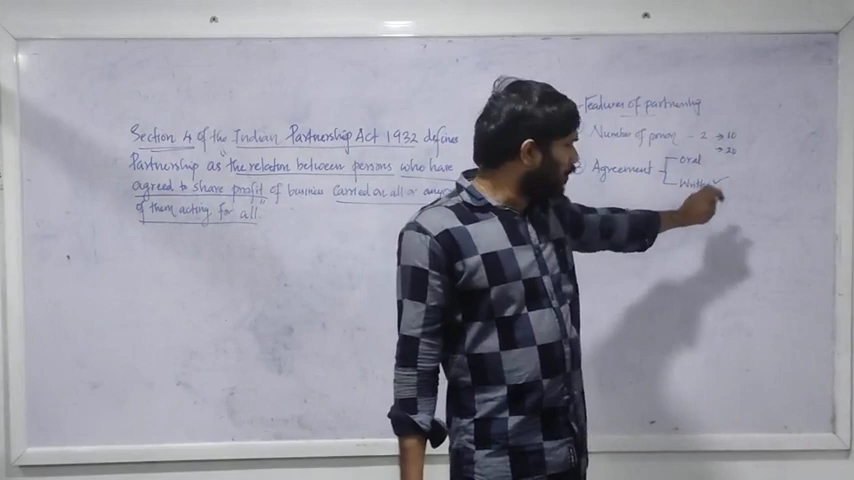 Section 4 of the Indian Partnership Act 1932 defines
Partnership as the relation between persons who have
agreed to share profit of business carried on all or any
of them acting for all"
Features of partnership
Number of person - 2 → 10
→ 20
② Agreement
Oral